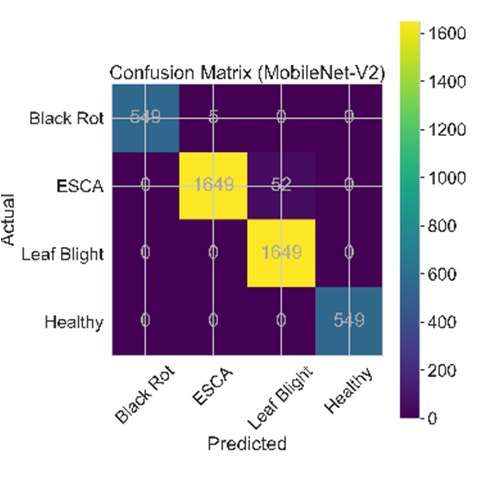 Confusion Matrix (MobileNet-V2)
Actual
Black Rot 549 5 0 0
ESCA 0 1649 52 0
Leaf Blight 0 0 1649 0
Healthy 0 0 0 549
Black Rot ESCA Leaf Blight Healthy
Predicted
1600
1400
1200
1000
800
600
400
200
0